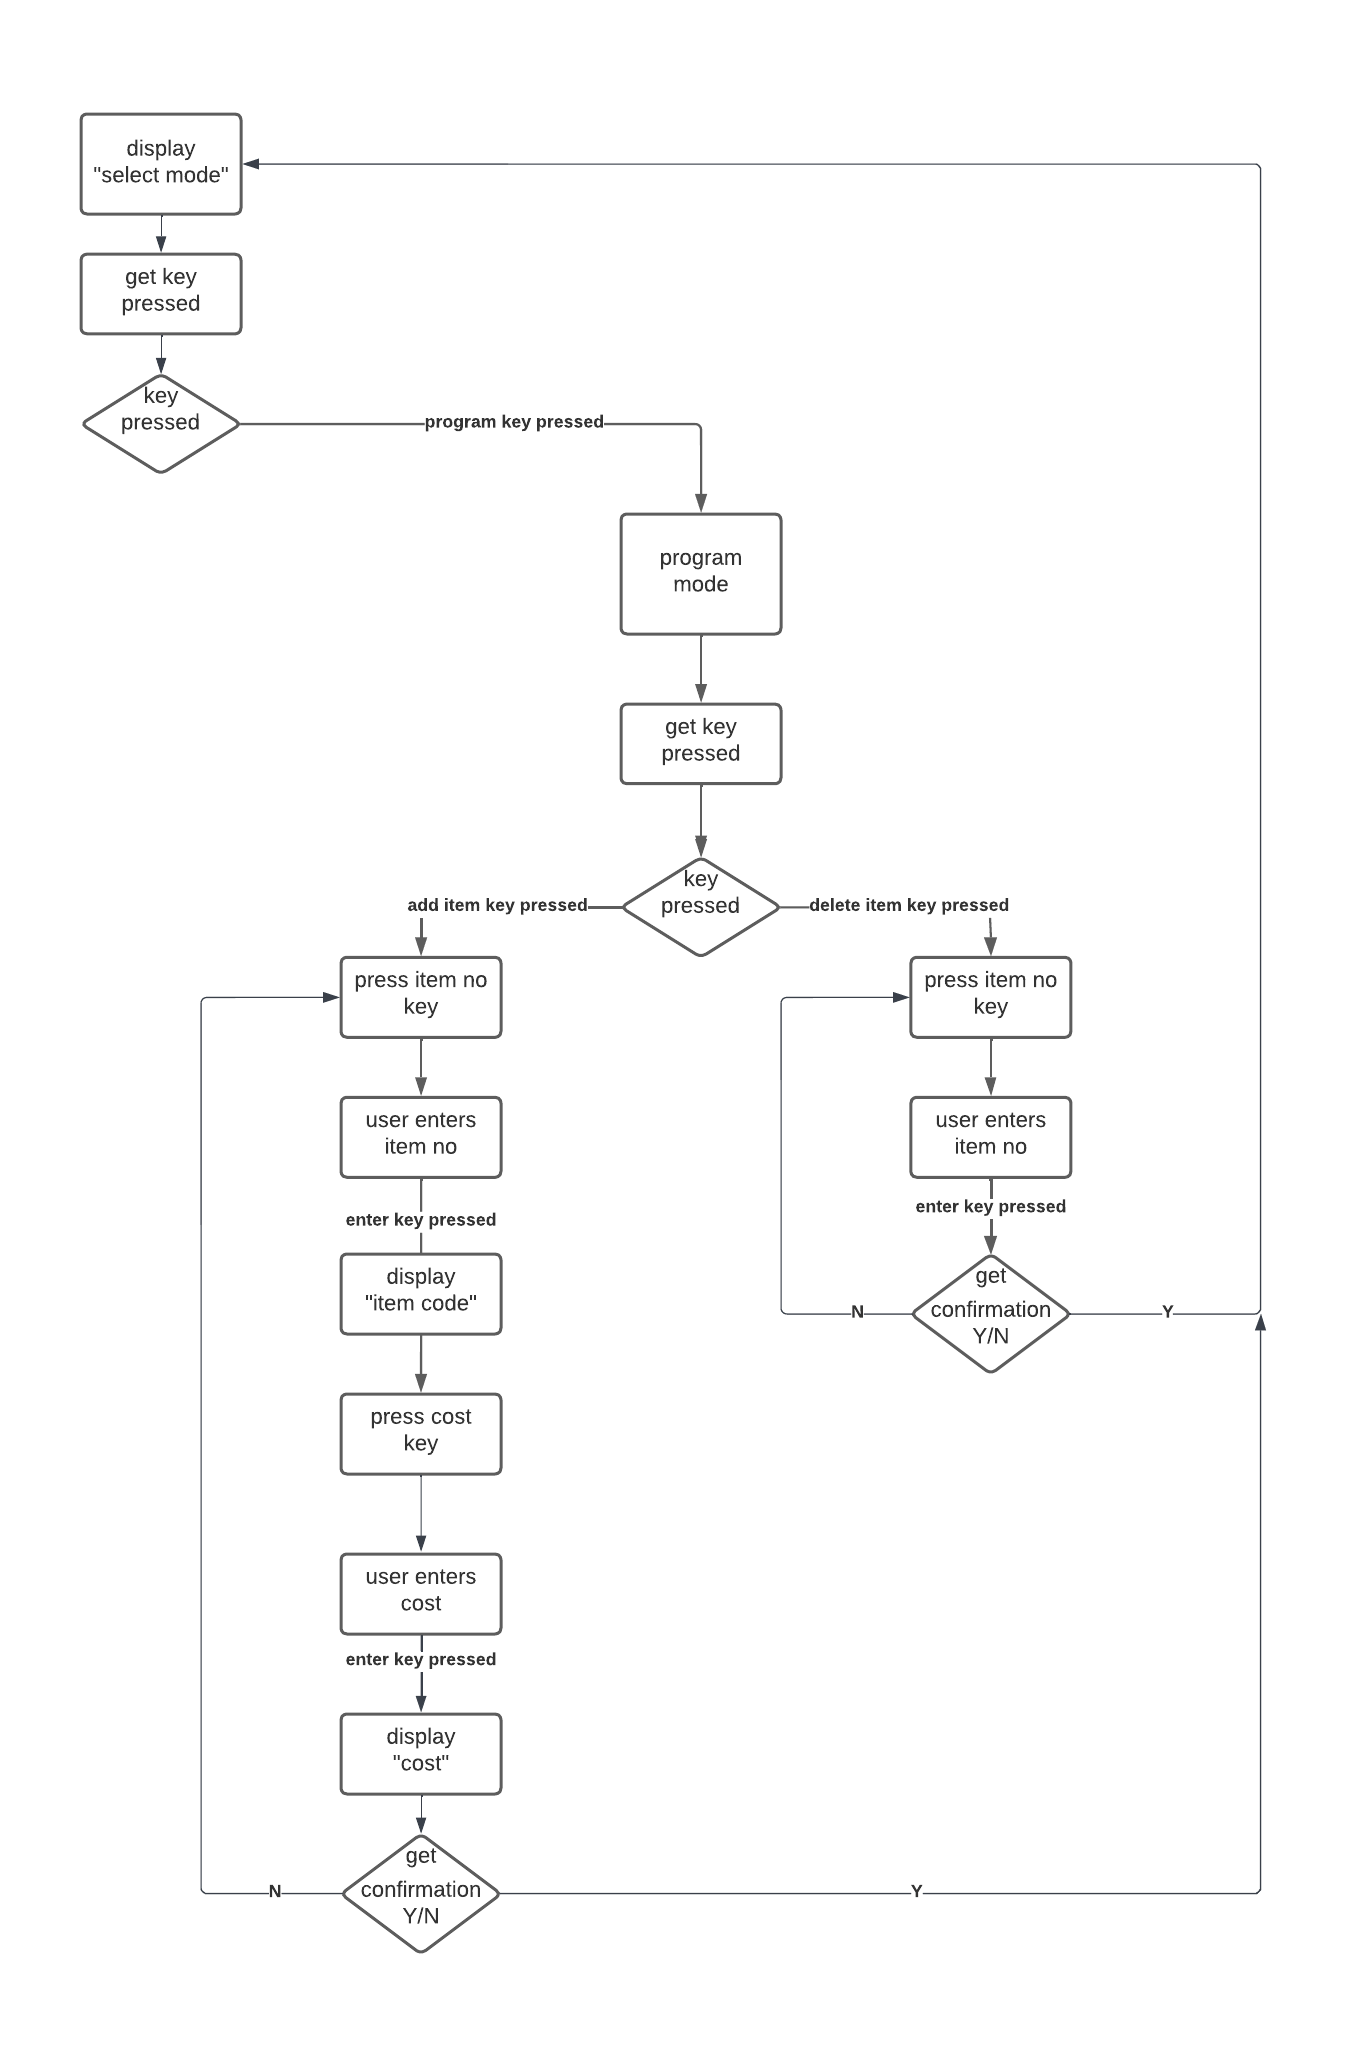 display
"select mode"
get key
pressed
key
pressed
program key pressed
program
mode
get key
pressed
key
pressed
add item key pressed
delete item key pressed
press item no
key
press item no
key
user enters
item no
user enters
item no
enter key pressed
enter key pressed
display
"item code"
get
confirmation
Y/N
N
Y
press cost
key
user enters
cost
enter key pressed
display
"cost"
get
confirmation
Y/N
N
Y